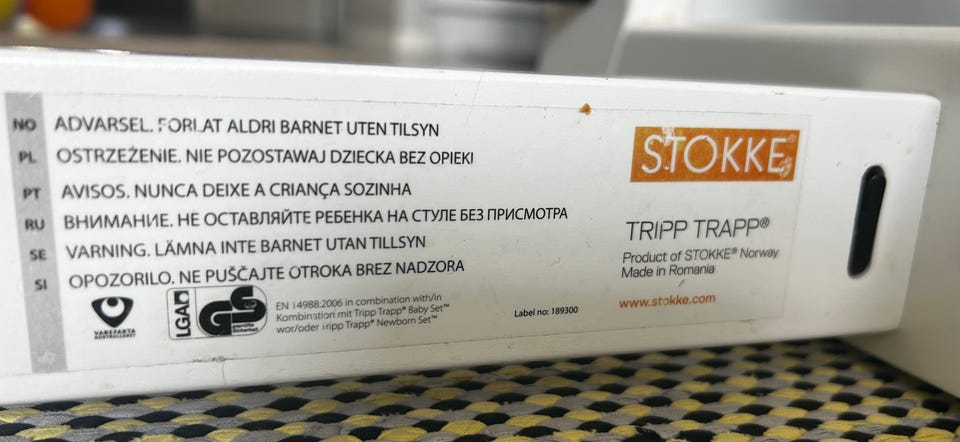 NO ADVARSEL. FORLAT ALDRI BARNET UTEN TILSYN
PL OSTRZEŻENIE. NIE POZOSTAWAJ DZIECKA BEZ OPIEKI
PT AVISOS. NUNCA DEIXE A CRIANÇA SOZINHA
RU ВНИМАНИЕ. НЕ ОСТАВЛЯЙТЕ РЕБЕНКА НА СТУЛЕ БЕЗ ПРИСМОТРА
SE VARNING. LÄMNA INTE BARNET UTAN TILLSYN
SI OPOZORILO. NE PUŠČAJTE OTROKA BREZ NADZORA
VAREFAKTA
KONTROLLERET
LGA
GS
geprüfte
Sicherheit
EN 14988:2006 in combination with/in
Kombination mit Tripp Trapp® Baby Set™
wor/oder Tripp Trapp® Newborn Set™
Label no: 189300
STOKKE®
TRIPP TRAPP®
Product of STOKKE® Norway
Made in Romania
www.stokke.com